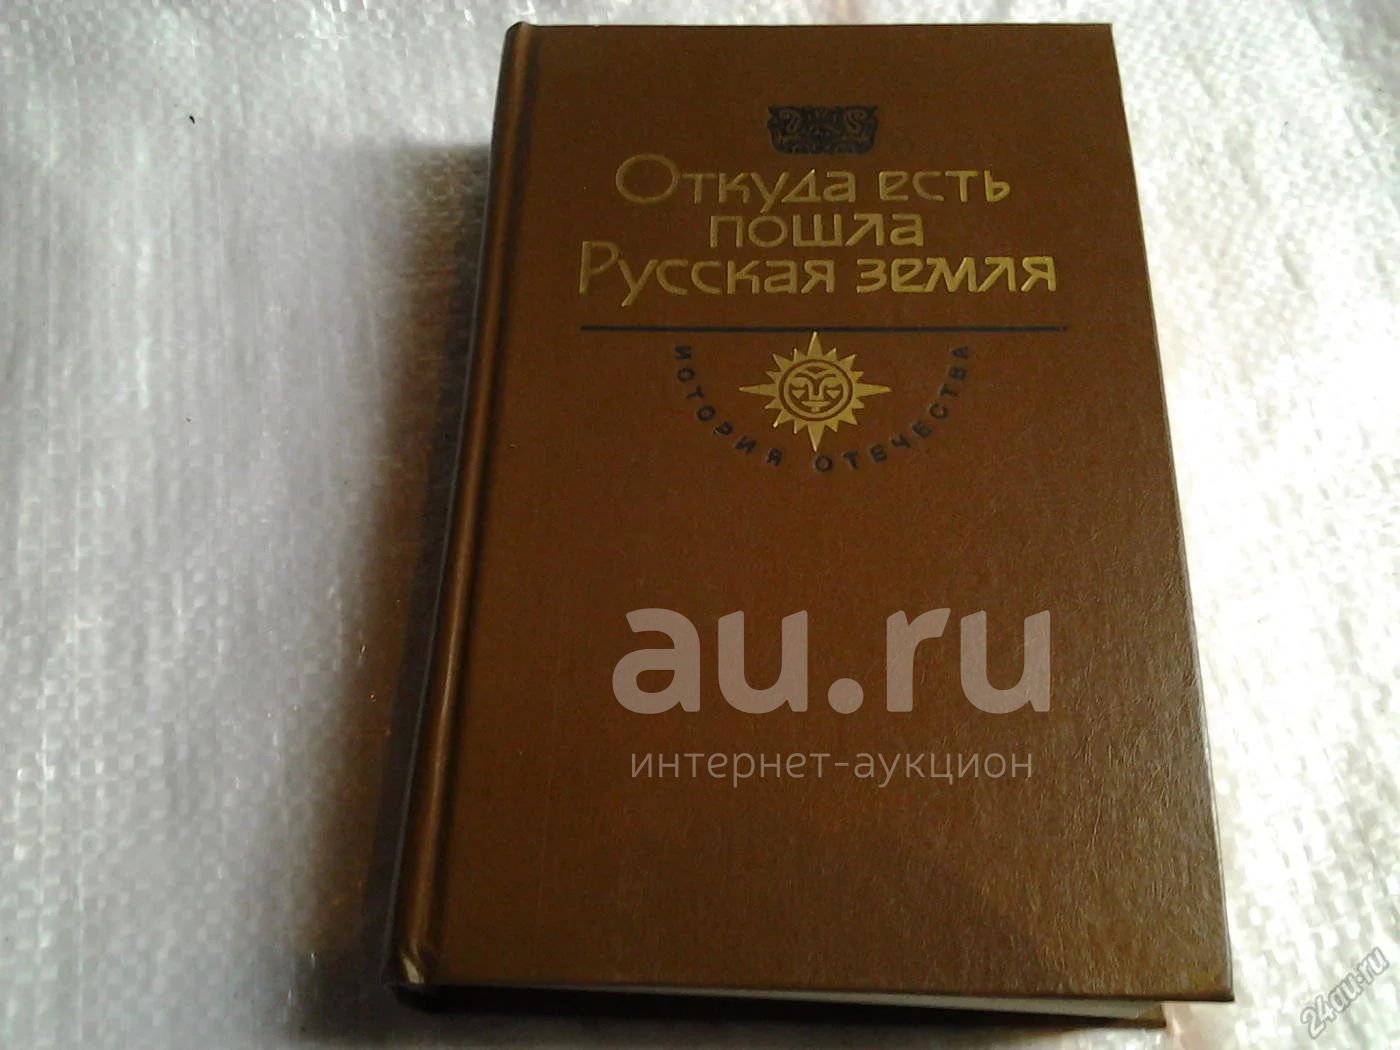 Откуда есть
пошла
Русская земля
ИСТОРИЯ ОТЕЧЕСТВА
au.ru
интернет-аукцион
24au.ru